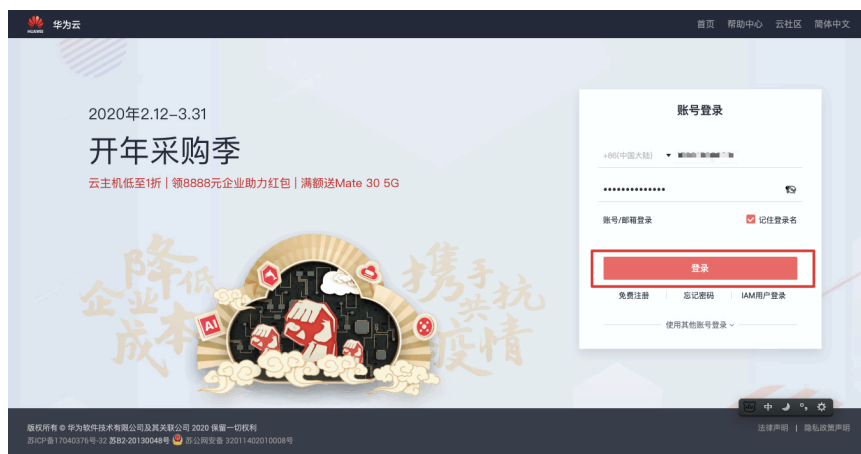 HUAWEI 华为云 首页 帮助中心 云社区 简体中文
2020年2.12-3.31
开年采购季
云主机低至1折 | 领8888元企业助力红包 | 满额送Mate 30 5G
降低
企业
成本
AI
携手
共抗
疫情
账号登录
+86(中国大陆)
账号/邮箱登录 记住登录名
登录
免费注册 忘记密码 IAM用户登录
使用其他账号登录
中
版权所有 © 华为软件技术有限公司及其关联公司 2020 保留一切权利 法律声明 | 隐私政策声明
苏ICP备17040376号-32 苏B2-20130048号 苏公网安备 32011402010008号